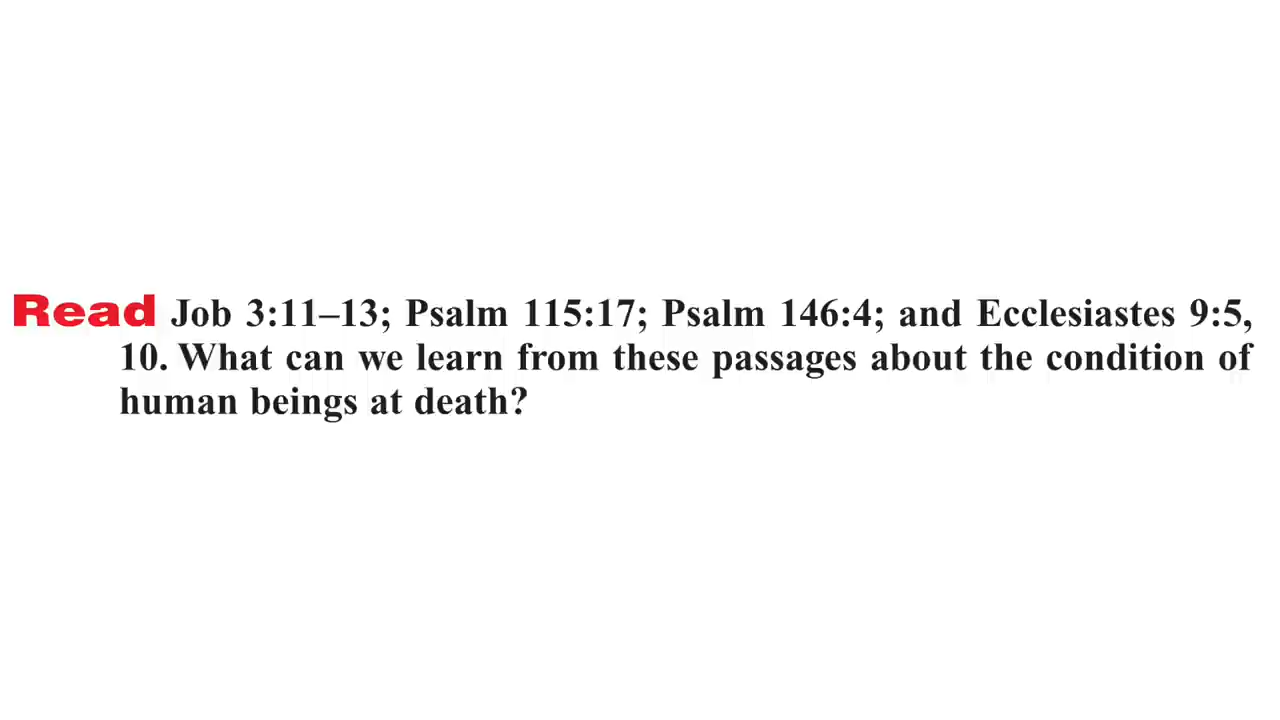 Read Job 3:11–13; Psalm 115:17; Psalm 146:4; and Ecclesiastes 9:5,
10. What can we learn from these passages about the condition of
human beings at death?